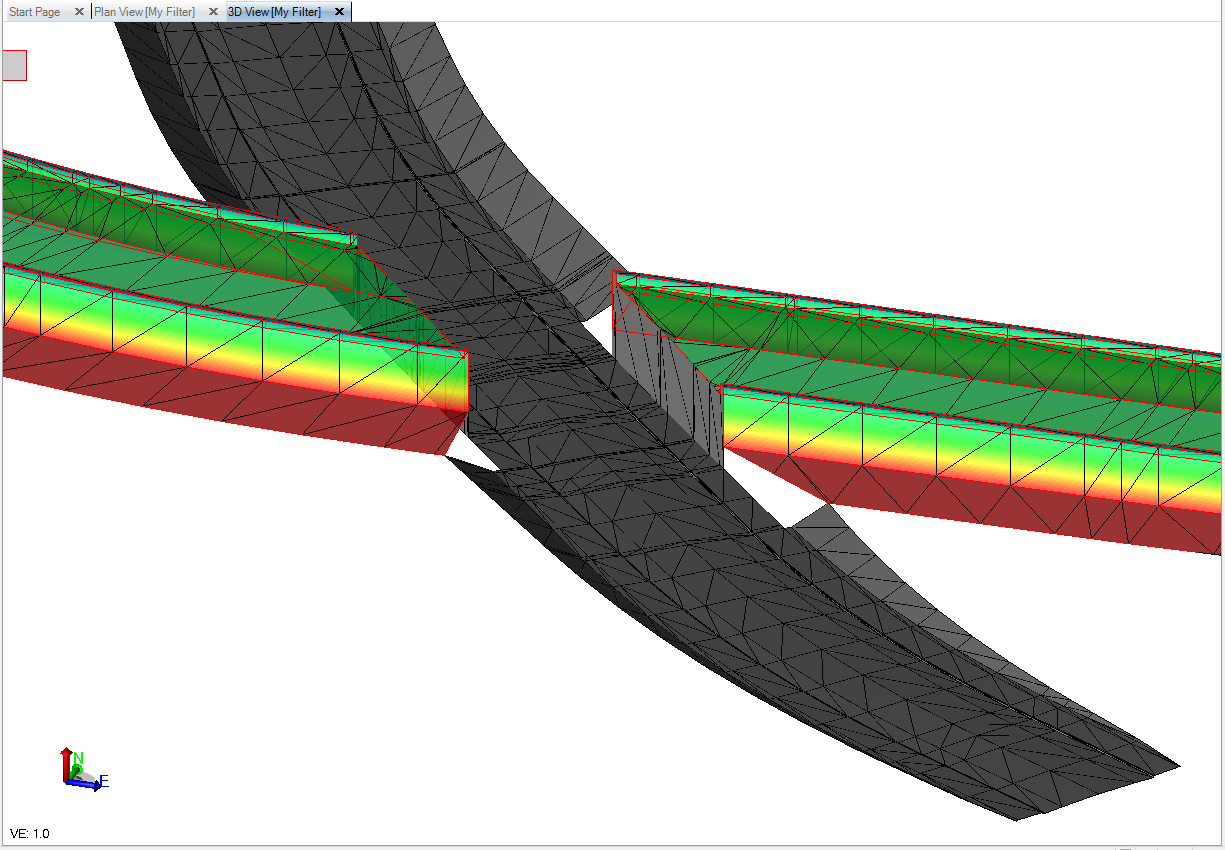 Start Page Plan View [My Filter] 3D View [My Filter]
N
E
VE: 1.0